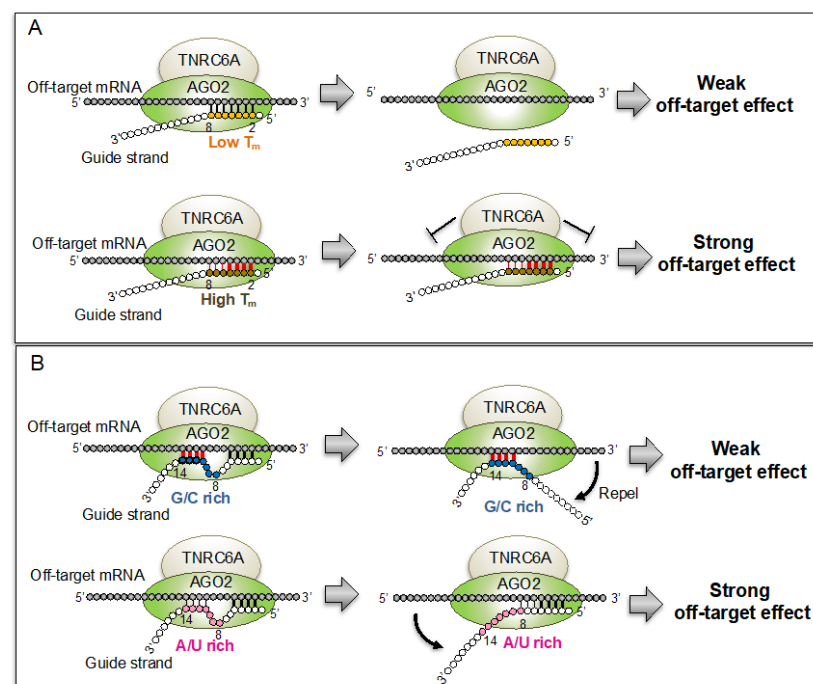 A
TNRC6A
Off-target mRNA
AGO2
5’
3’
8
2
5’
3’
Low Tm
Guide strand
5’
TNRC6A
AGO2
3’
3’
5’
Weak
off-target effect
TNRC6A
Off-target mRNA
AGO2
5’
3’
8
2
5’
3’
High Tm
Guide strand
TNRC6A
AGO2
5’
3’
5’
3’
Strong
off-target effect
B
TNRC6A
Off-target mRNA
AGO2
5’
3’
14
8
5’
3’
G/C rich
Guide strand
TNRC6A
AGO2
5’
3’
14
8
3’
G/C rich
Repel
5’
Weak
off-target effect
TNRC6A
Off-target mRNA
AGO2
5’
3’
14
8
5’
3’
A/U rich
Guide strand
TNRC6A
AGO2
5’
3’
8
5’
14
A/U rich
3’
Strong
off-target effect